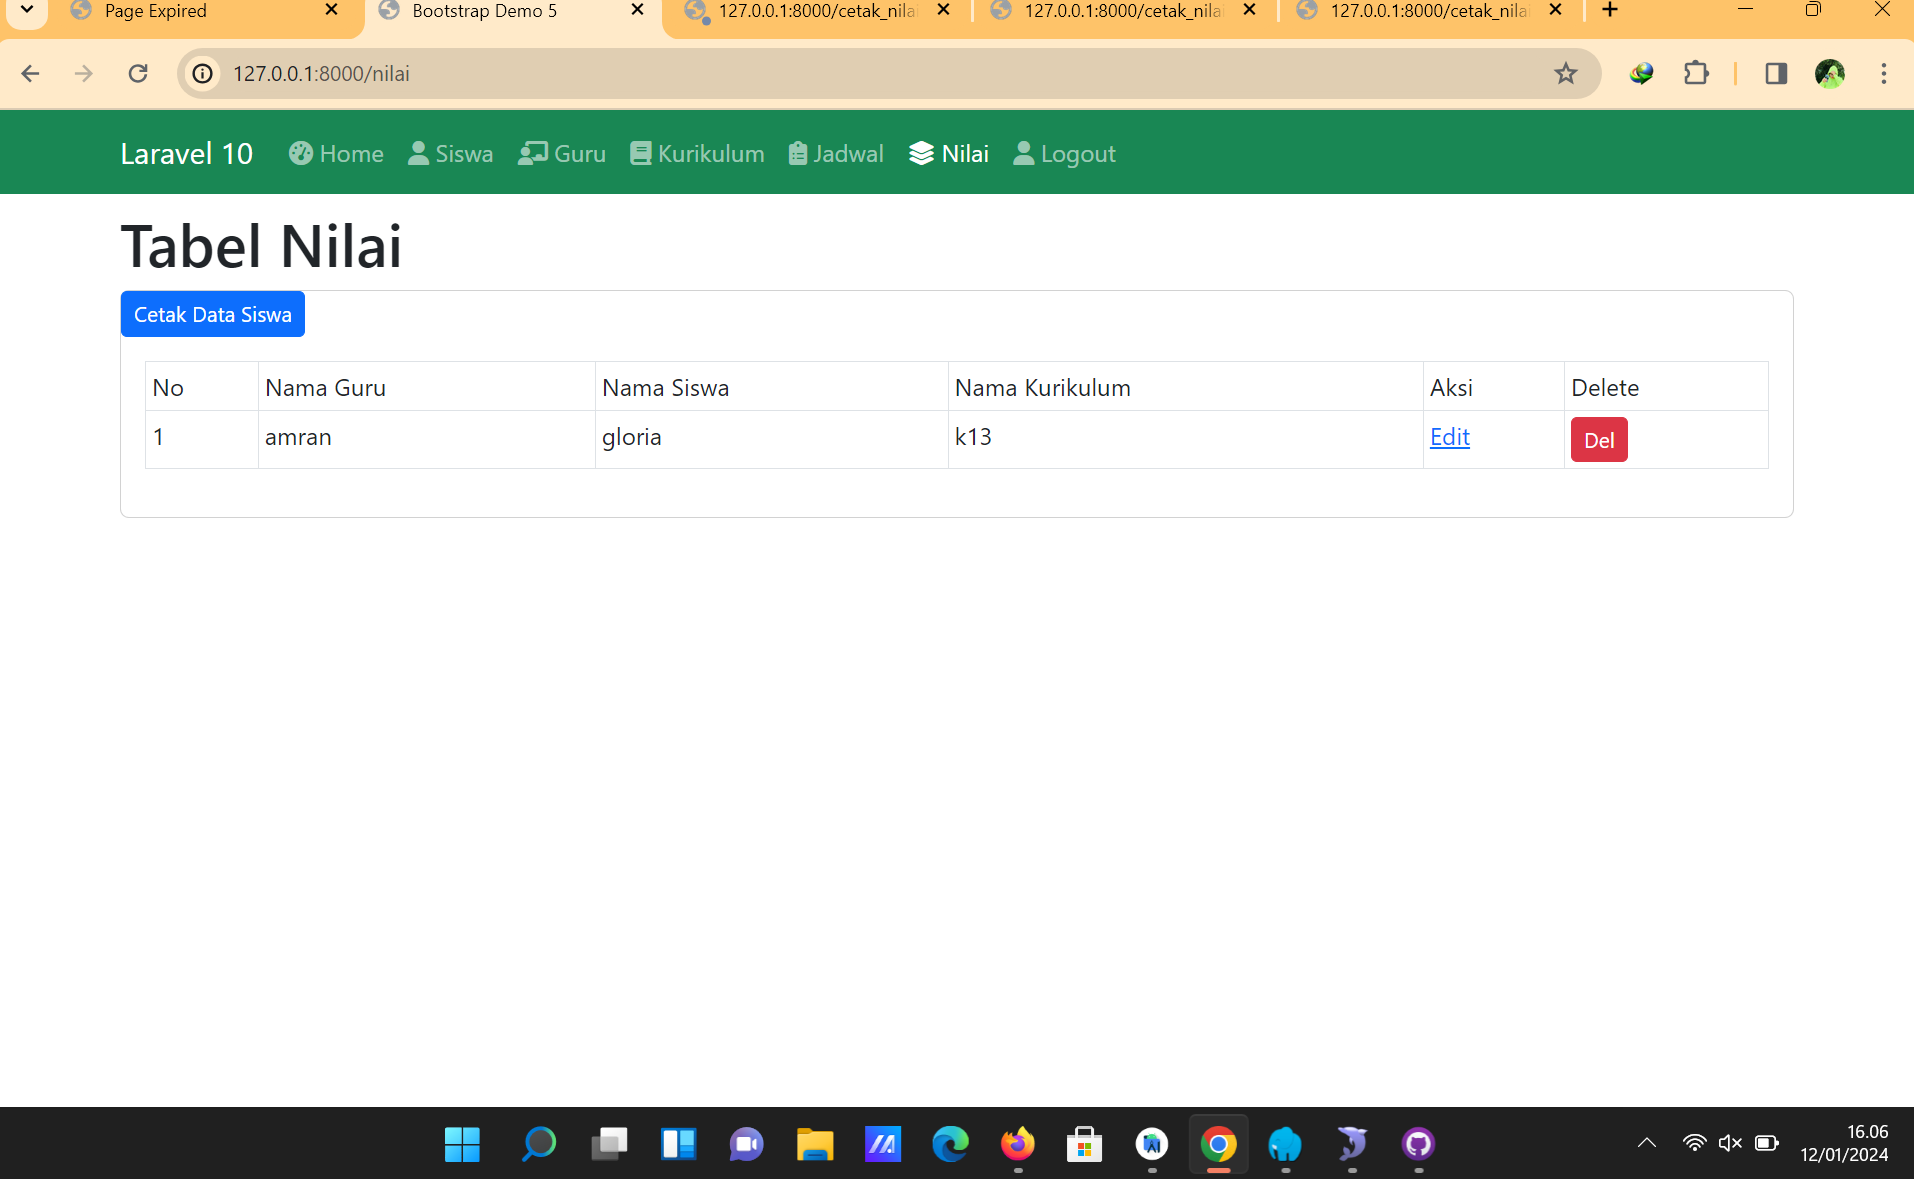 Page Expired
Bootstrap Demo 5
127.0.0.1:8000/cetak_nilai
127.0.0.1:8000/cetak_nilai
127.0.0.1:8000/cetak_nilai
127.0.0.1:8000/nilai
Laravel 10 Home Siswa Guru Kurikulum Jadwal Nilai Logout
Tabel Nilai
Cetak Data Siswa
No Nama Guru Nama Siswa Nama Kurikulum Aksi Delete
1 amran gloria k13 Edit Del
16.06
12/01/2024